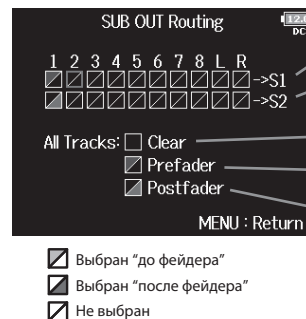 SUB OUT Routing
12.0
DC
1 2 3 4 5 6 7 8 L R
->S1
->S2
All Tracks: Clear
Prefader
Postfader
MENU : Return
Выбран “до фейдера”
Выбран “после фейдера”
Не выбран